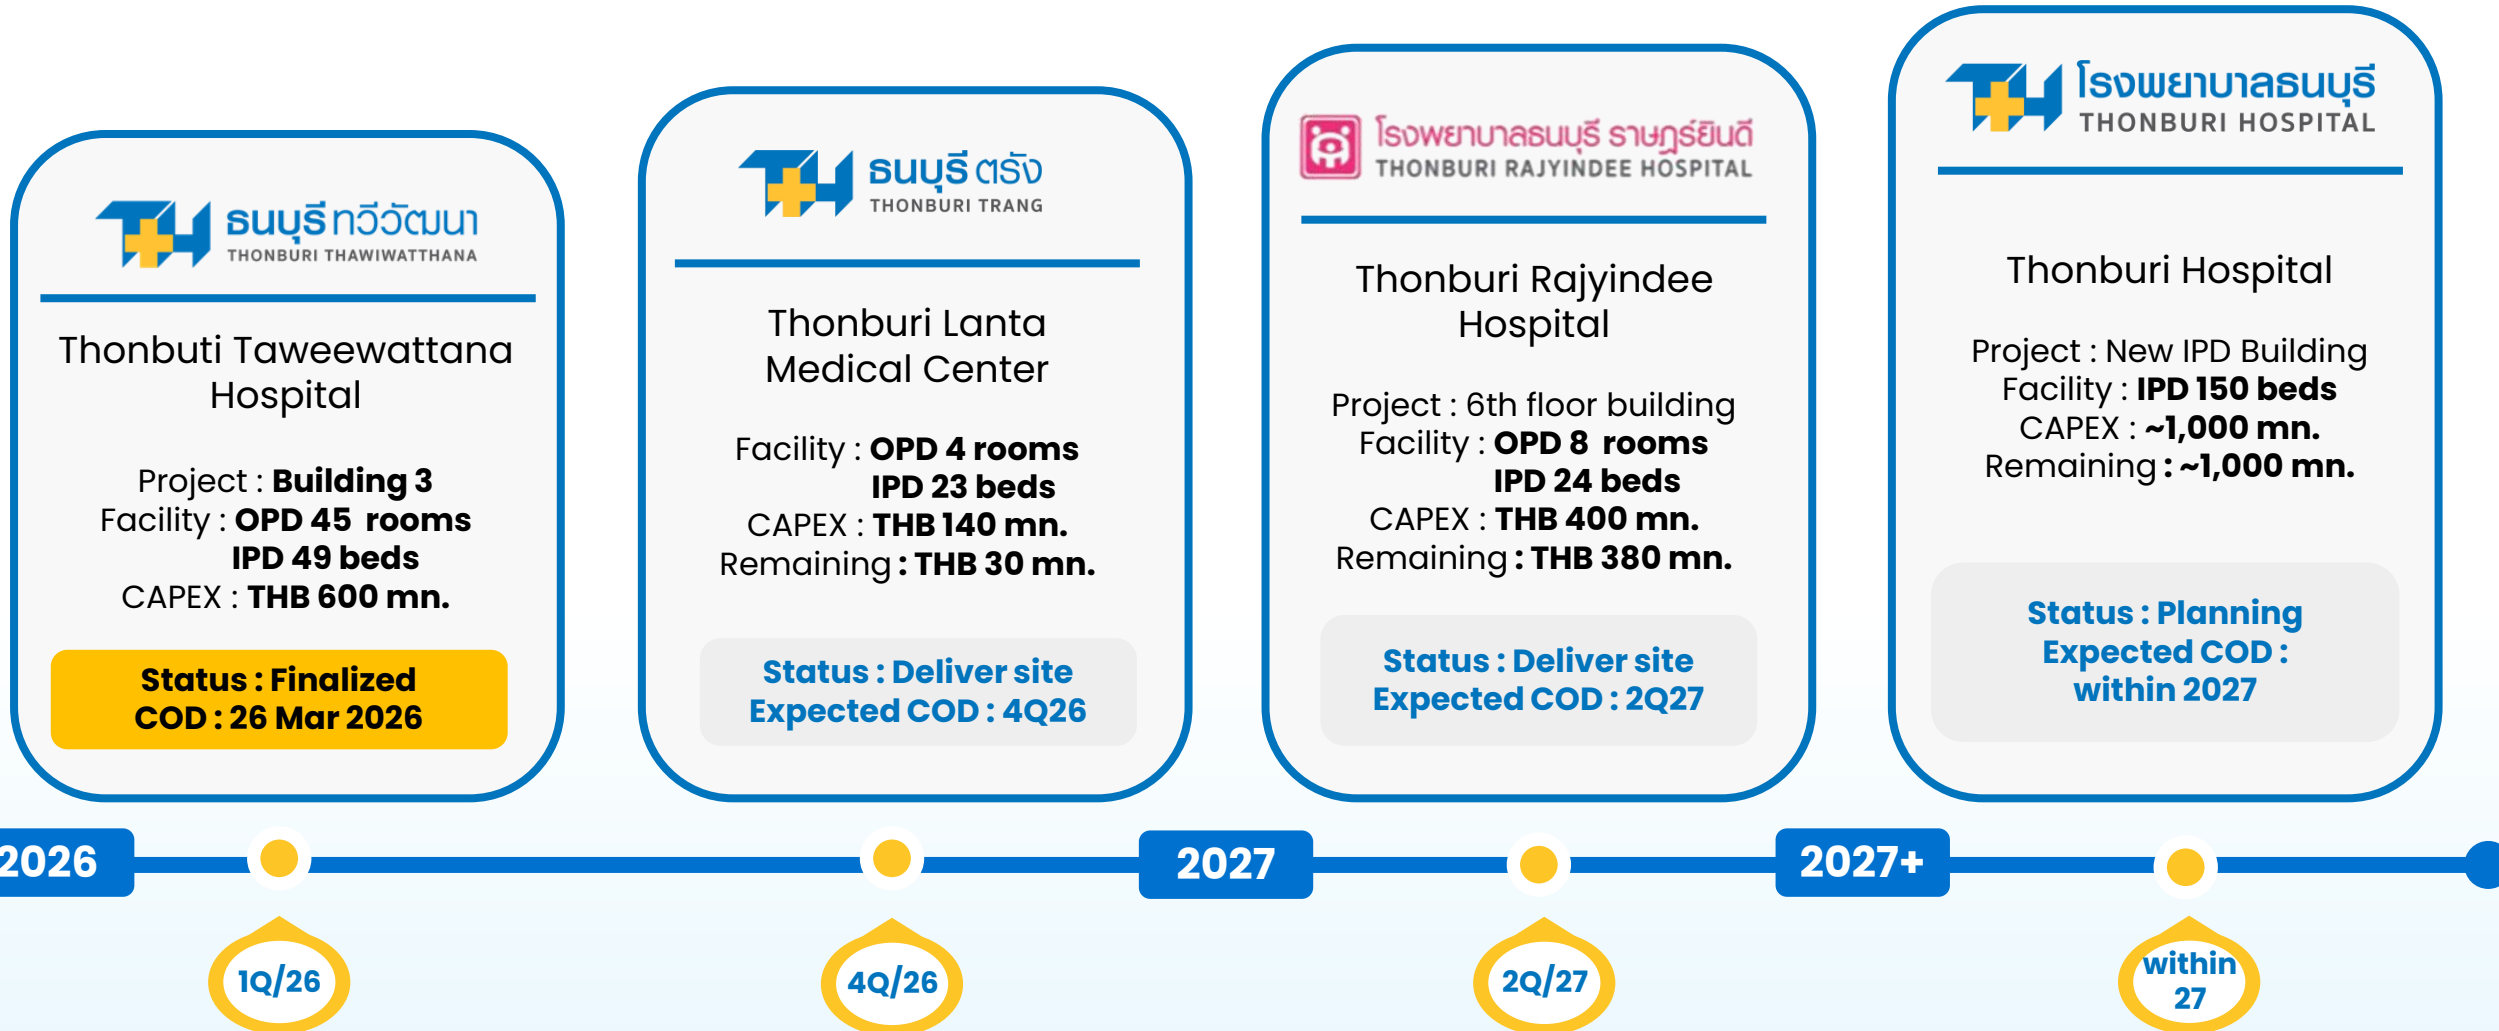 ธนบุรี ทวีวัฒนา
THONBURI THAWIWATTHANA
Thonbuti Taweewattana
Hospital
Project : Building 3
Facility : OPD 45 rooms
IPD 49 beds
CAPEX : THB 600 mn.
Status : Finalized
COD : 26 Mar 2026
ธนบุรี ตรัง
THONBURI TRANG
Thonburi Lanta
Medical Center
Facility : OPD 4 rooms
IPD 23 beds
CAPEX : THB 140 mn.
Remaining : THB 30 mn.
Status : Deliver site
Expected COD : 4Q26
โรงพยาบาลธนบุรี ราษฎร์ยินดี
THONBURI RAJYINDEE HOSPITAL
Thonburi Rajyindee
Hospital
Project : 6th floor building
Facility : OPD 8 rooms
IPD 24 beds
CAPEX : THB 400 mn.
Remaining : THB 380 mn.
Status : Deliver site
Expected COD : 2Q27
โรงพยาบาลธนบุรี
THONBURI HOSPITAL
Thonburi Hospital
Project : New IPD Building
Facility : IPD 150 beds
CAPEX : ~1,000 mn.
Remaining : ~1,000 mn.
Status : Planning
Expected COD :
within 2027
2026
2027
2027+
1Q/26
4Q/26
2Q/27
within
27